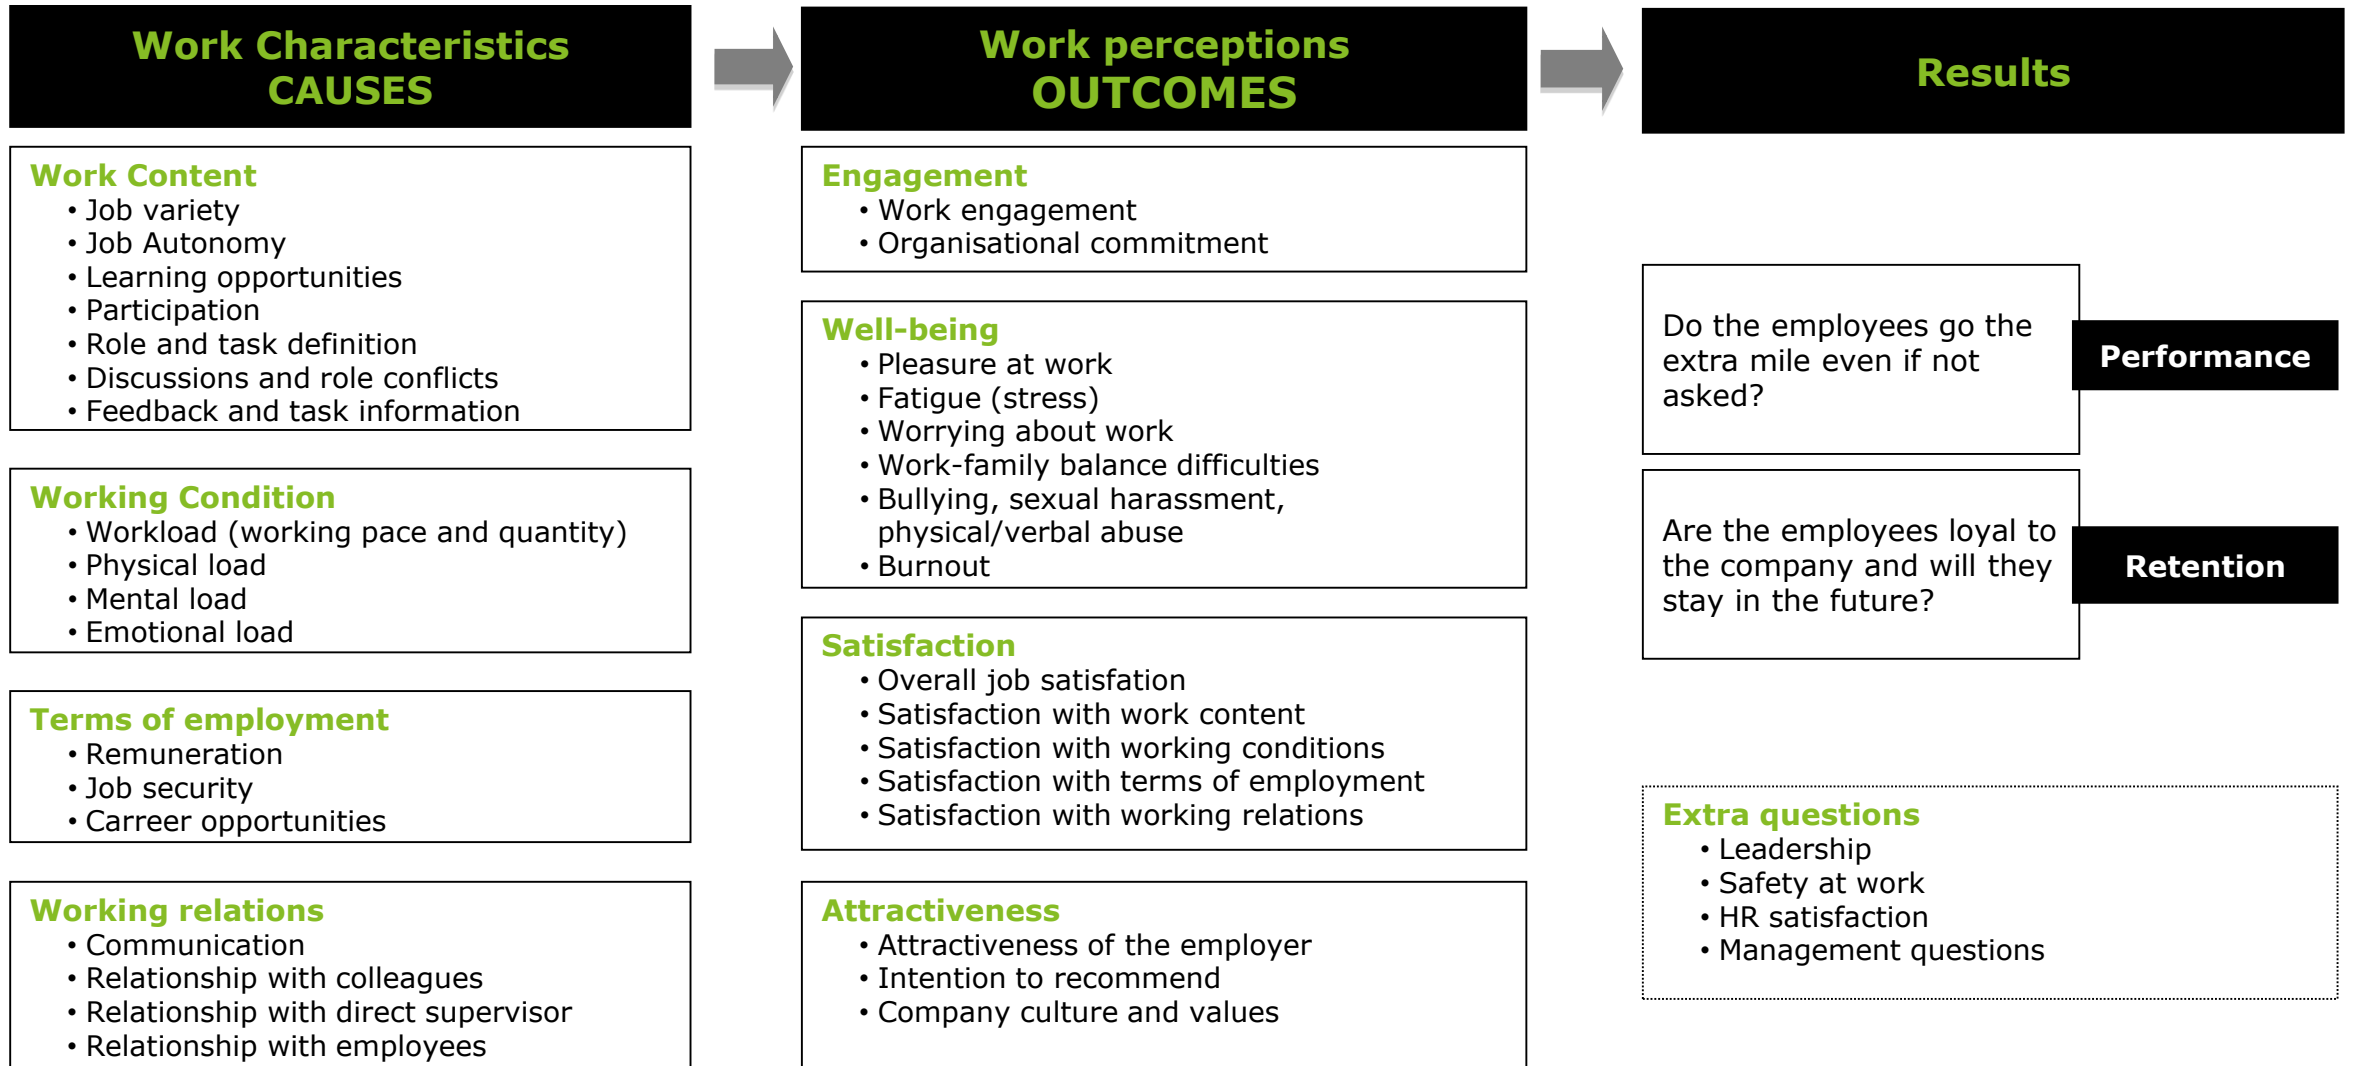 Work Characteristics
CAUSES
Work Content
• Job variety
• Job Autonomy
• Learning opportunities
• Participation
• Role and task definition
• Discussions and role conflicts
• Feedback and task information
Working Condition
• Workload (working pace and quantity)
• Physical load
• Mental load
• Emotional load
Terms of employment
• Remuneration
• Job security
• Carreer opportunities
Working relations
• Communication
• Relationship with colleagues
• Relationship with direct supervisor
• Relationship with employees
Work perceptions
OUTCOMES
Engagement
• Work engagement
• Organisational commitment
Well-being
• Pleasure at work
• Fatigue (stress)
• Worrying about work
• Work-family balance difficulties
• Bullying, sexual harassment,
physical/verbal abuse
• Burnout
Satisfaction
• Overall job satisfation
• Satisfaction with work content
• Satisfaction with working conditions
• Satisfaction with terms of employment
• Satisfaction with working relations
Attractiveness
• Attractiveness of the employer
• Intention to recommend
• Company culture and values
Results
Do the employees go the
extra mile even if not
asked?
Performance
Are the employees loyal to
the company and will they
stay in the future?
Retention
Extra questions
• Leadership
• Safety at work
• HR satisfaction
• Management questions